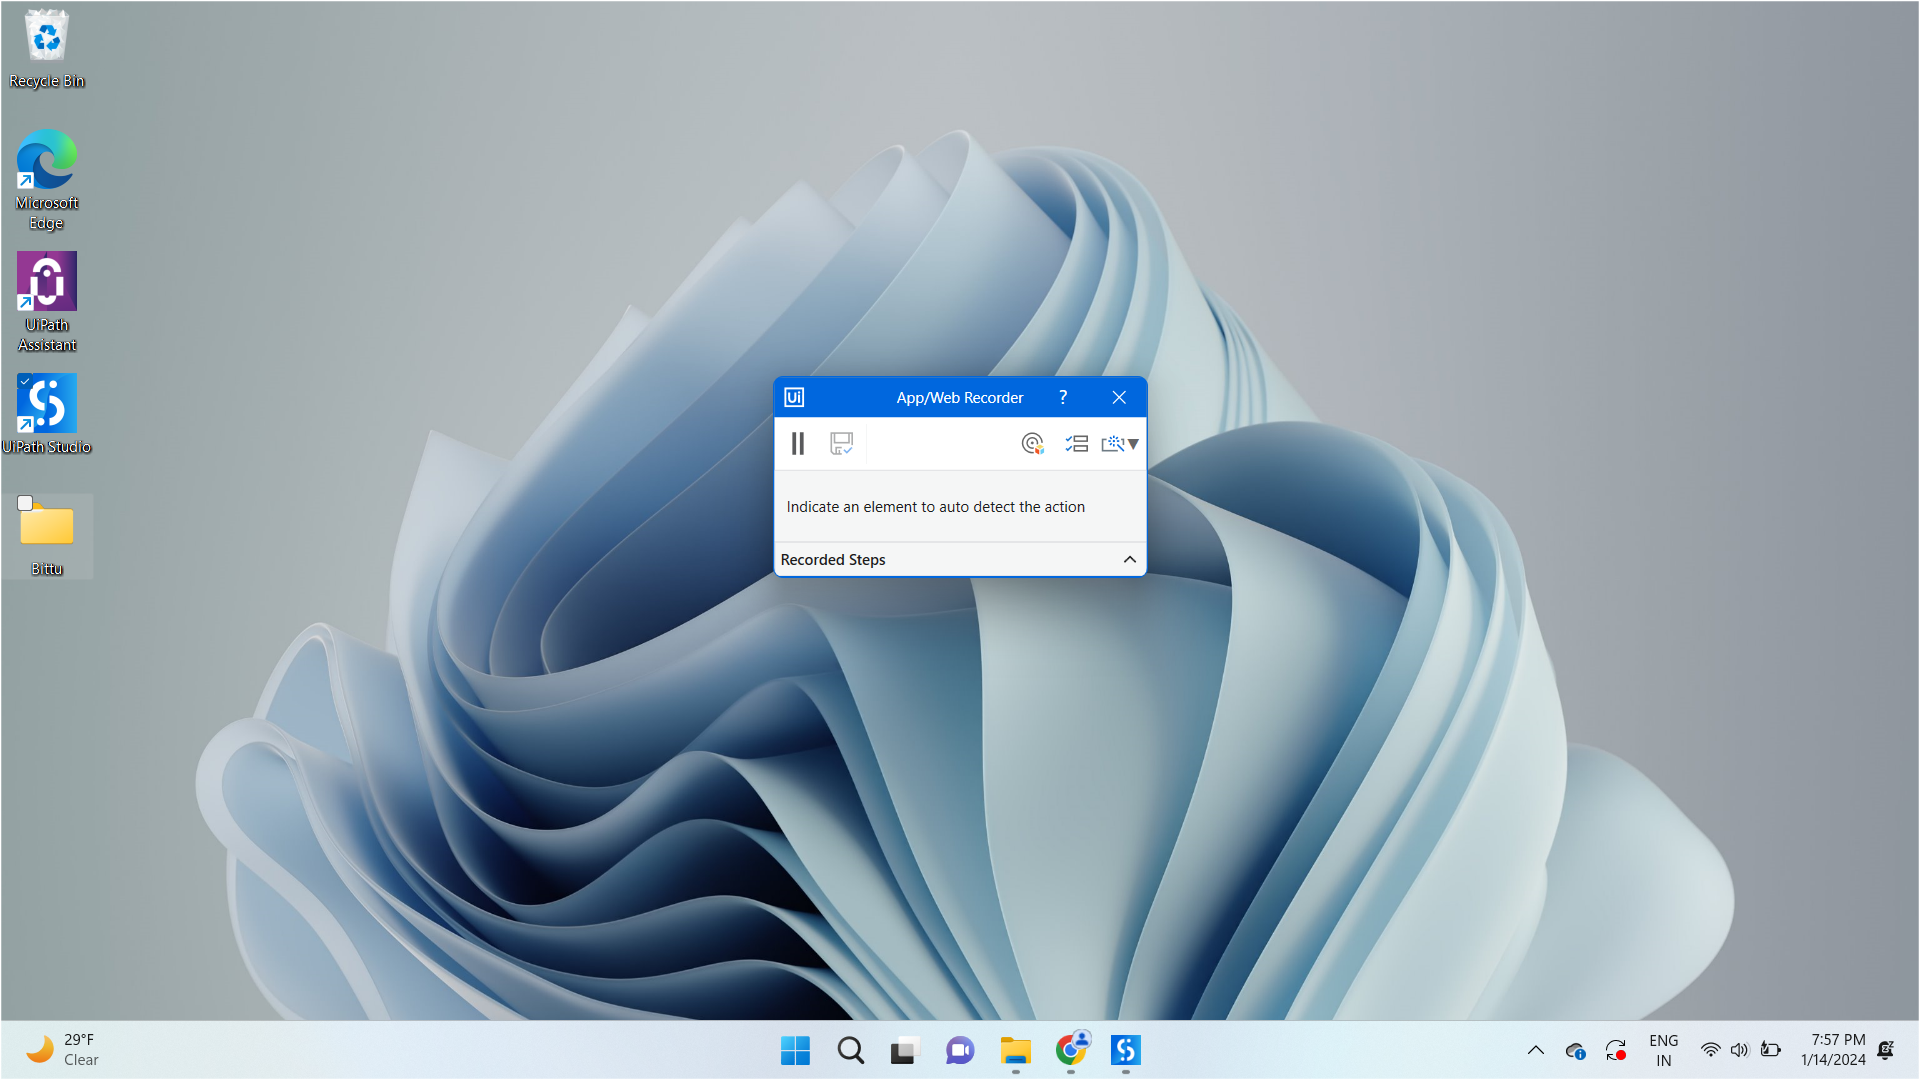 Recycle Bin
Microsoft
Edge
UiPath
Assistant
UiPath Studio
Bittu
Ui
App/Web Recorder
?
Indicate an element to auto detect the action
Recorded Steps
29°F
Clear
ENG
IN
7:57 PM
1/14/2024